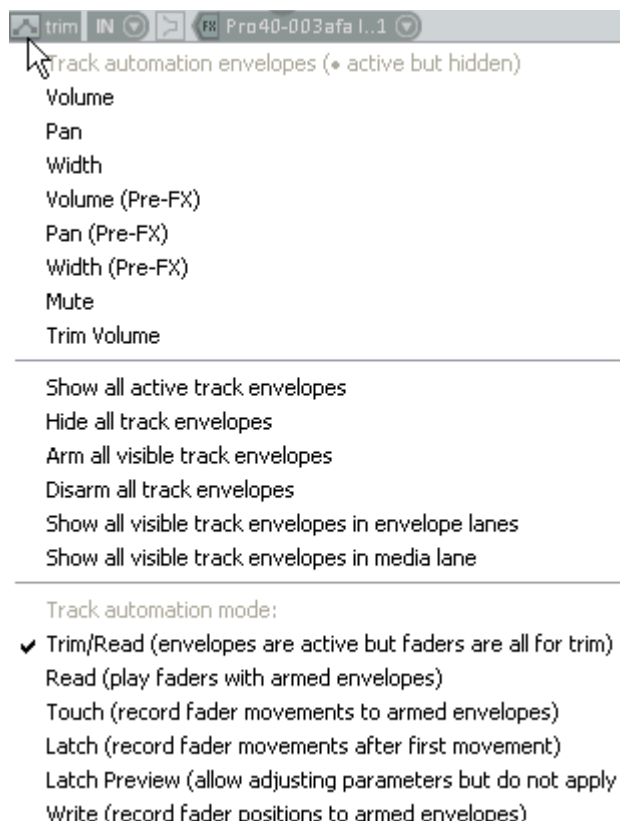 trim IN FX Pro40-003afa l..1
Track automation envelopes (• active but hidden)
Volume
Pan
Width
Volume (Pre-FX)
Pan (Pre-FX)
Width (Pre-FX)
Mute
Trim Volume
Show all active track envelopes
Hide all track envelopes
Arm all visible track envelopes
Disarm all track envelopes
Show all visible track envelopes in envelope lanes
Show all visible track envelopes in media lane
Track automation mode:
Trim/Read (envelopes are active but faders are all for trim)
Read (play faders with armed envelopes)
Touch (record fader movements to armed envelopes)
Latch (record fader movements after first movement)
Latch Preview (allow adjusting parameters but do not apply
Write (record fader positions to armed envelopes)